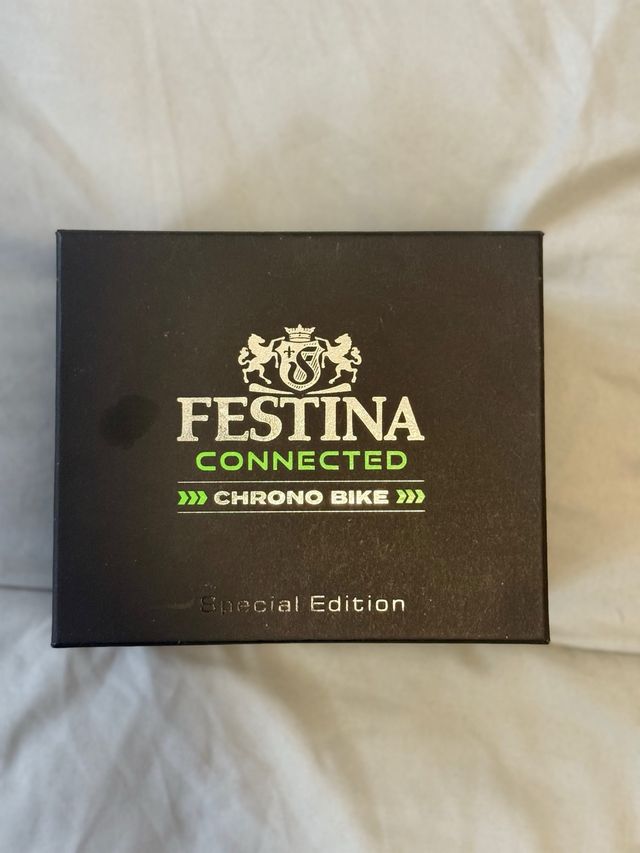 FESTINA
CONNECTED
CHRONO BIKE
Special Edition